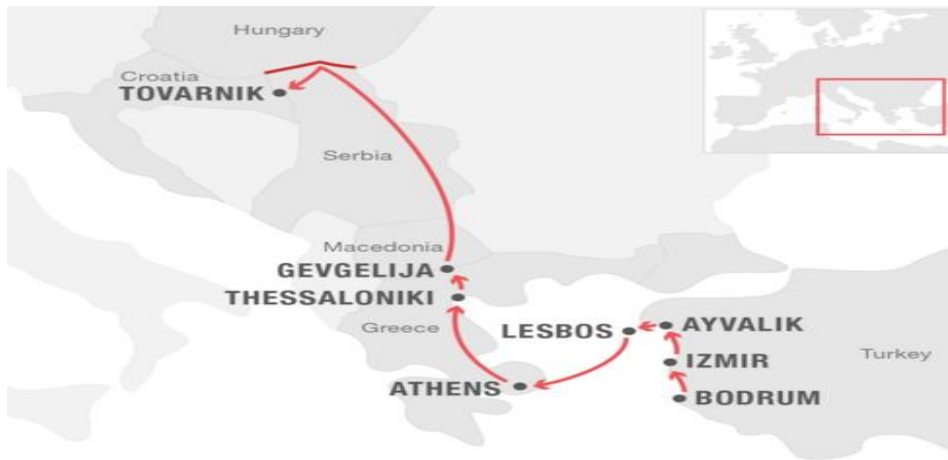 Hungary
Croatia
TOVARNIK
Serbia
Macedonia
GEVGELIJA
THESSALONIKI
Greece
LESBOS
AYVALIK
Turkey
IZMIR
ATHENS
BODRUM